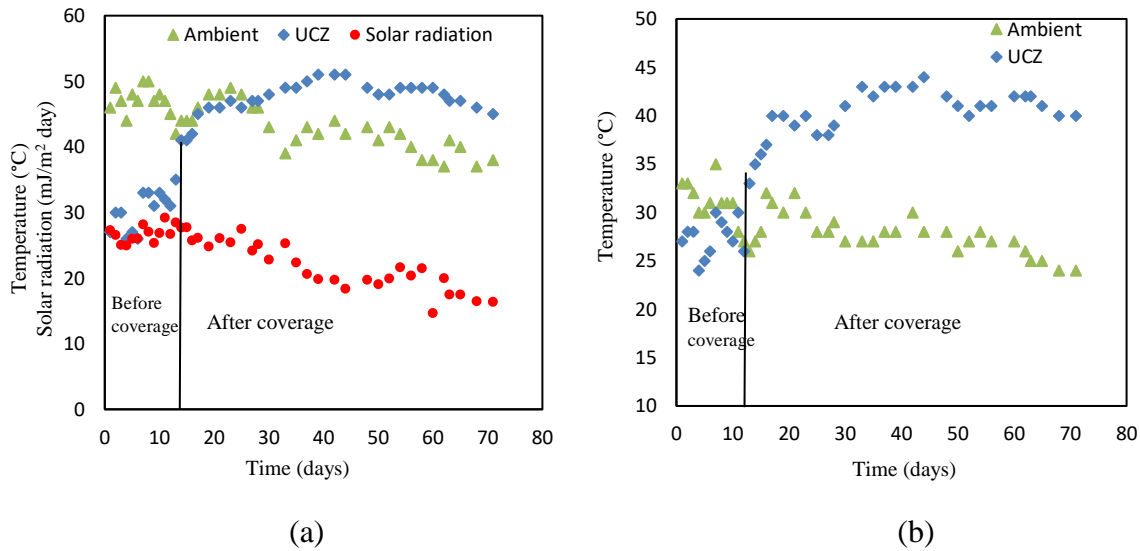 Ambient UCZ Solar radiation
Temperature (°C)
Solar radiation (mJ/m² day)
60
50
40
30
20
10
0
Before
coverage
After coverage
0 10 20 30 40 50 60 70 80
Time (days)
(a)
Ambient
UCZ
Temperature (°C)
50
45
40
35
30
25
20
15
10
Before
coverage
After coverage
0 10 20 30 40 50 60 70 80
Time (days)
(b)